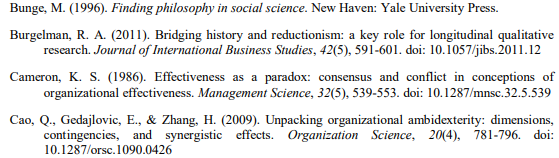 Bunge, M. (1996). Finding philosophy in social science. New Haven: Yale University Press.
Burgelman, R. A. (2011). Bridging history and reductionism: a key role for longitudinal qualitative
research. Journal of International Business Studies, 42(5), 591-601. doi: 10.1057/jibs.2011.12
Cameron, K. S. (1986). Effectiveness as a paradox: consensus and conflict in conceptions of
organizational effectiveness. Management Science, 32(5), 539-553. doi: 10.1287/mnsc.32.5.539
Cao, Q., Gedajlovic, E., & Zhang, H. (2009). Unpacking organizational ambidexterity: dimensions,
contingencies, and synergistic effects. Organization Science, 20(4), 781-796. doi:
10.1287/orsc.1090.0426